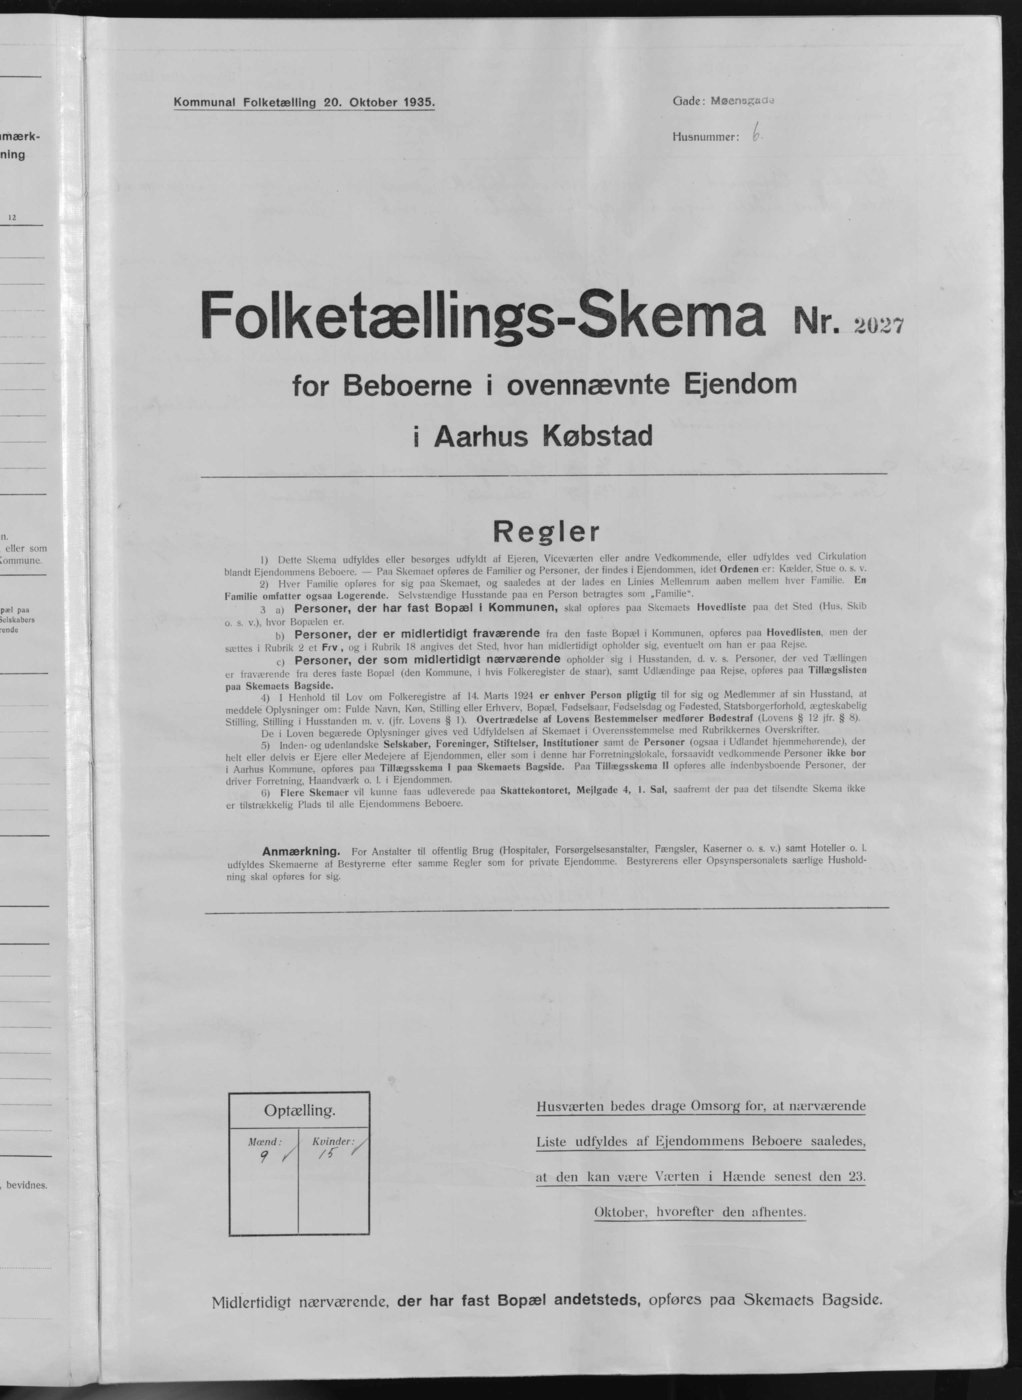 mærk-
ning
12
n.
, eller som
Kommune.
pæl paa
Selskabers
rende
, bevidnes.
Kommunal Folketælling 20. Oktober 1935.
Gade: Møensgade
Husnummer: 6.
Folketællings-Skema Nr. 2027
for Beboerne i ovennævnte Ejendom
i Aarhus Købstad
Regler
1) Dette Skema udfyldes eller besørges udfyldt af Ejeren, Viceværten eller andre Vedkommende, eller udfyldes ved Cirkulation
blandt Ejendommens Beboere. — Paa Skemaet opføres de Familier og Personer, der findes i Ejendommen, idet Ordenen er: Kælder, Stue o. s. v.
2) Hver Familie opføres for sig paa Skemaet, og saaledes at der lades en Linies Mellemrum aaben mellem hver Familie. En
Familie omfatter ogsaa Logerende. Selvstændige Husstande paa en Person betragtes som „Familie".
3 a) Personer, der har fast Bopæl i Kommunen, skal opføres paa Skemaets Hovedliste paa det Sted (Hus, Skib
o. s. v.), hvor Bopælen er.
b) Personer, der er midlertidigt fraværende fra den faste Bopæl i Kommunen, opføres paa Hovedlisten, men der
sættes i Rubrik 2 et Frv, og i Rubrik 18 angives det Sted, hvor han midlertidigt opholder sig, eventuelt om han er paa Rejse.
c) Personer, der som midlertidigt nærværende opholder sig i Husstanden, d. v. s. Personer, der ved Tællingen
er fraværende fra deres faste Bopæl (den Kommune, i hvis Folkeregister de staar), samt Udlændinge paa Rejse, opføres paa Tillægslisten
paa Skemaets Bagside.
4) I Henhold til Lov om Folkeregistre af 14. Marts 1924 er enhver Person pligtig til for sig og Medlemmer af sin Husstand, at
meddele Oplysninger om: Fulde Navn, Køn, Stilling eller Erhverv, Bopæl, Fødselsaar, Fødselsdag og Fødested, Statsborgerforhold, ægteskabelig
Stilling, Stilling i Husstanden m. v. (jfr. Lovens § 1). Overtrædelse af Lovens Bestemmelser medfører Bødestraf (Lovens § 12 jfr. § 8).
De i Loven begærede Oplysninger gives ved Udfyldelsen af Skemaet i Overensstemmelse med Rubrikkernes Overskrifter.
5) Inden- og udenlandske Selskaber, Foreninger, Stiftelser, Institutioner samt de Personer (ogsaa i Udlandet hjemmehørende), der
helt eller delvis er Ejere eller Medejere af Ejendommen, eller som i denne har Forretningslokale, forsaavidt vedkommende Personer ikke bor
i Aarhus Kommune, opføres paa Tillægsskema I paa Skemaets Bagside. Paa Tillægsskema II opføres alle indenbysboende Personer, der
driver Forretning, Haandværk o. l. i Ejendommen.
6) Flere Skemaer vil kunne faas udleverede paa Skattekontoret, Mejlgade 4, 1. Sal, saafremt der paa det tilsendte Skema ikke
er tilstrækkelig Plads til alle Ejendommens Beboere.
Anmærkning. For Anstalter til offentlig Brug (Hospitaler, Forsørgelsesanstalter, Fængsler, Kaserner o. s. v.) samt Hoteller o. l.
udfyldes Skemaerne af Bestyrerne efter samme Regler som for private Ejendomme. Bestyrerens eller Opsynspersonalets særlige Hushold-
ning skal opføres for sig.
Optælling.
Mænd: Kvinder:
9 15
Husværten bedes drage Omsorg for, at nærværende
Liste udfyldes af Ejendommens Beboere saaledes,
at den kan være Værten i Hænde senest den 23.
Oktober, hvorefter den afhentes.
Midlertidigt nærværende, der har fast Bopæl andetsteds, opføres paa Skemaets Bagside.